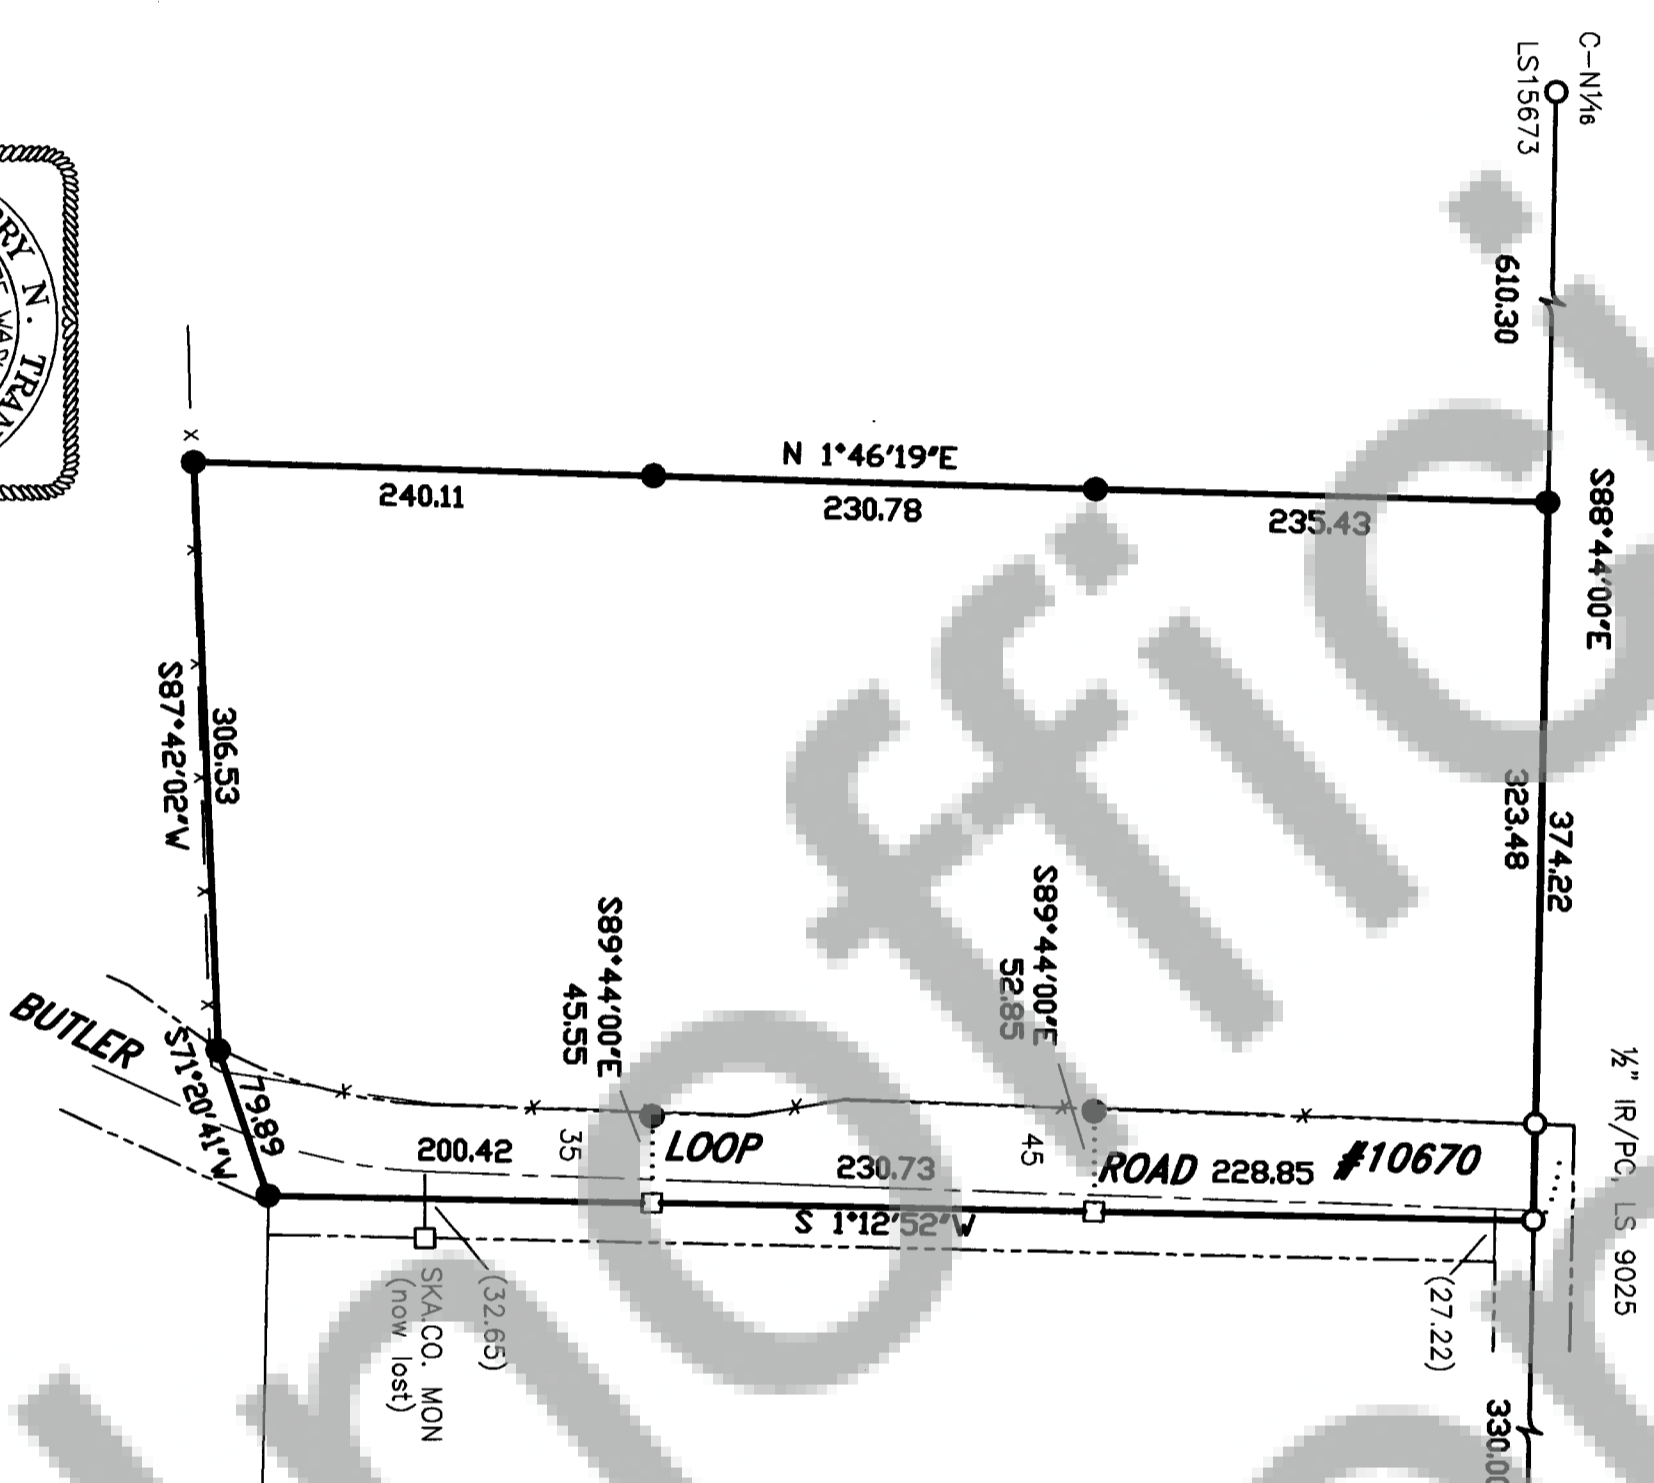 C-N1/16
LS15673
610.30
S88°44'00"E
374.22
323.48
N 1°46'19"E
240.11
230.78
235.43
306.53
S87°42'02"W
S89°44'00"E
52.85
S89°44'00"E
45.55
BUTLER
LOOP
ROAD
#10670
S71°20'41"W
79.89
200.42
230.73
228.85
35
45
S 1°12'52"W
(32.65)
SKA.CO. MON
(now lost)
(27.22)
1/2" IR/PC, LS 9025
330.00
N. TRA